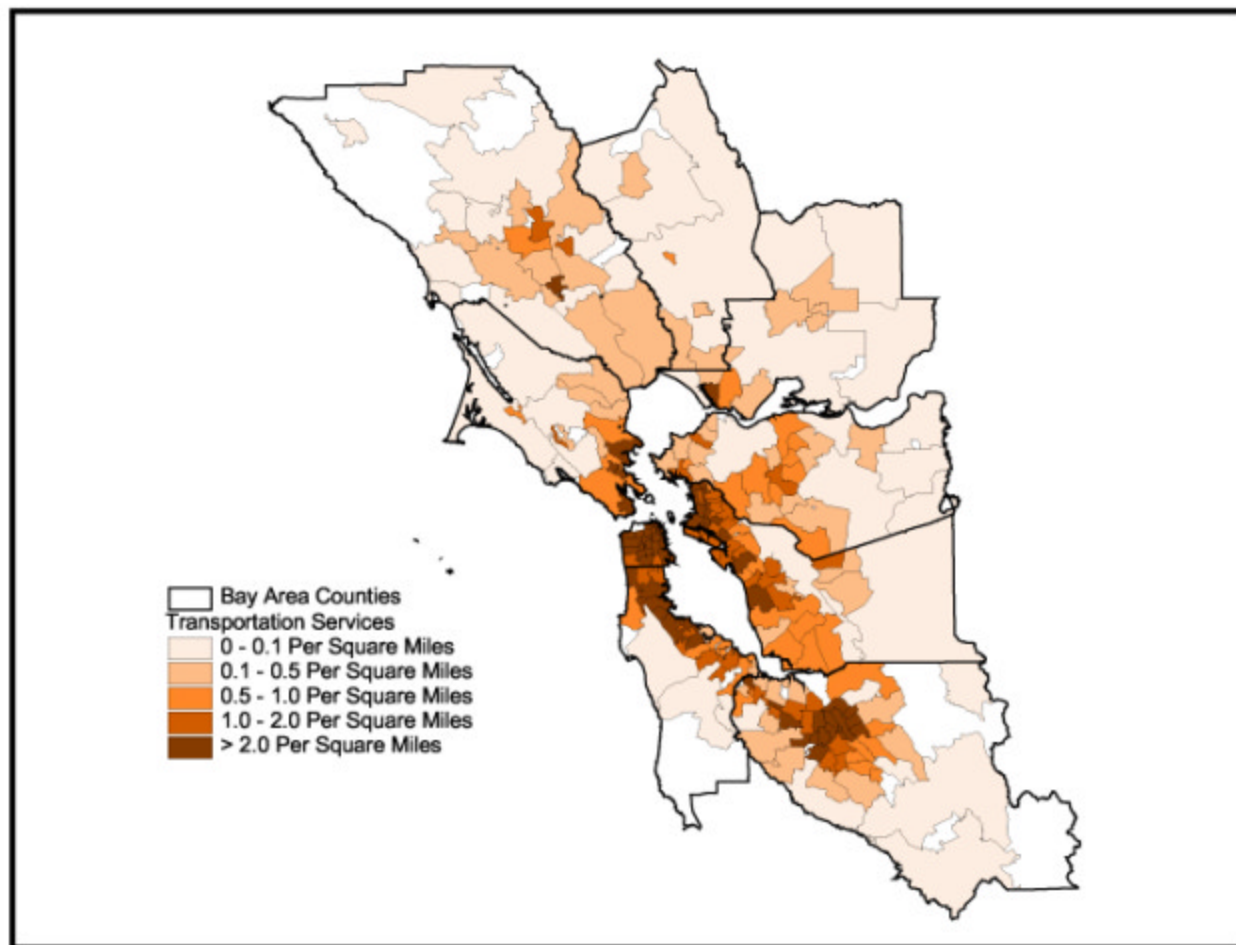 Bay Area Counties
Transportation Services
0 - 0.1 Per Square Miles
0.1 - 0.5 Per Square Miles
0.5 - 1.0 Per Square Miles
1.0 - 2.0 Per Square Miles
> 2.0 Per Square Miles